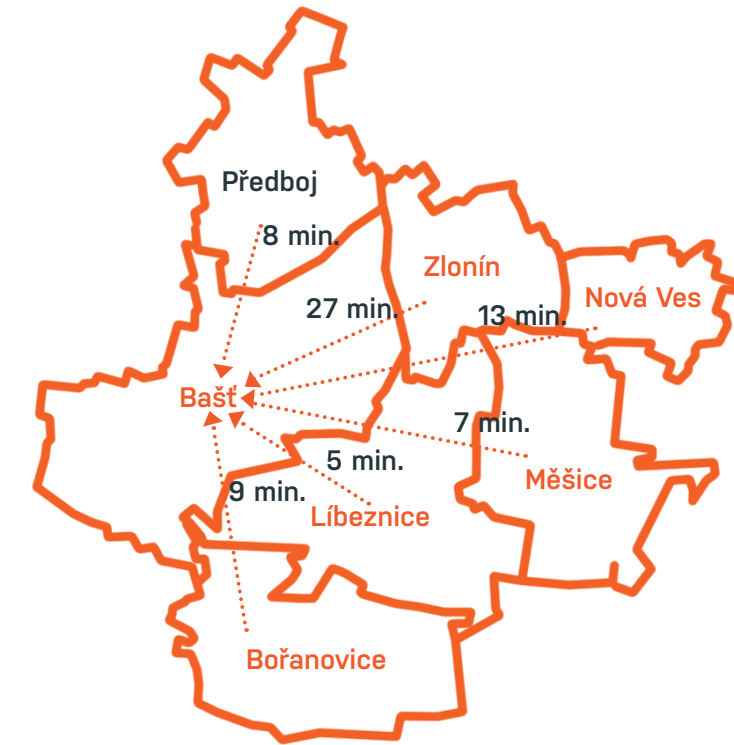 Předboj
8 min.
Zlonín
27 min.
13 min.
Nová Ves
Bašť
7 min.
5 min.
Měšice
9 min.
Líbeznice
Bořanovice